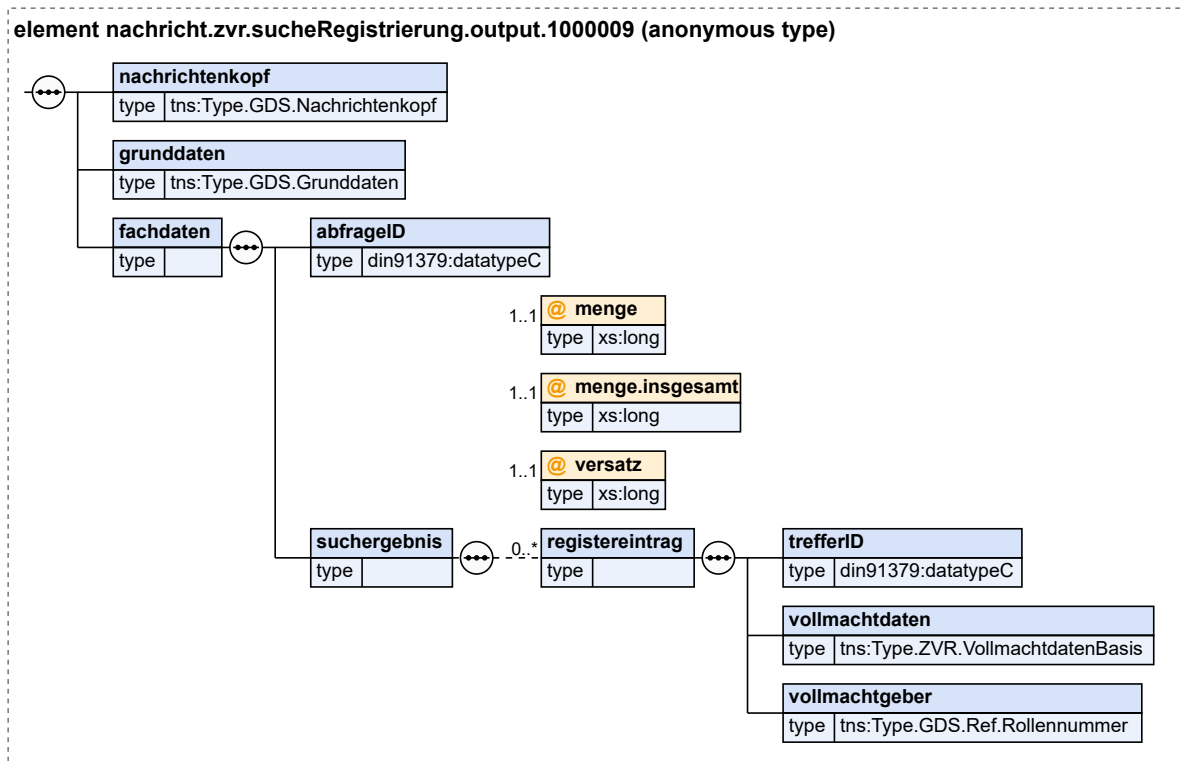 element nachricht.zvr.sucheRegistrierung.output.1000009 (anonymous type)
nachrichtenkopf
type tns:Type.GDS.Nachrichtenkopf
grunddaten
type tns:Type.GDS.Grunddaten
fachdaten
type
abfrageID
type din91379:datatypeC
1..1 @ menge
type xs:long
1..1 @ menge.insgesamt
type xs:long
1..1 @ versatz
type xs:long
suchergebnis
type
0..* registereintrag
type
trefferID
type din91379:datatypeC
vollmachtdaten
type tns:Type.ZVR.VollmachtdatenBasis
vollmachtgeber
type tns:Type.GDS.Ref.Rollennummer